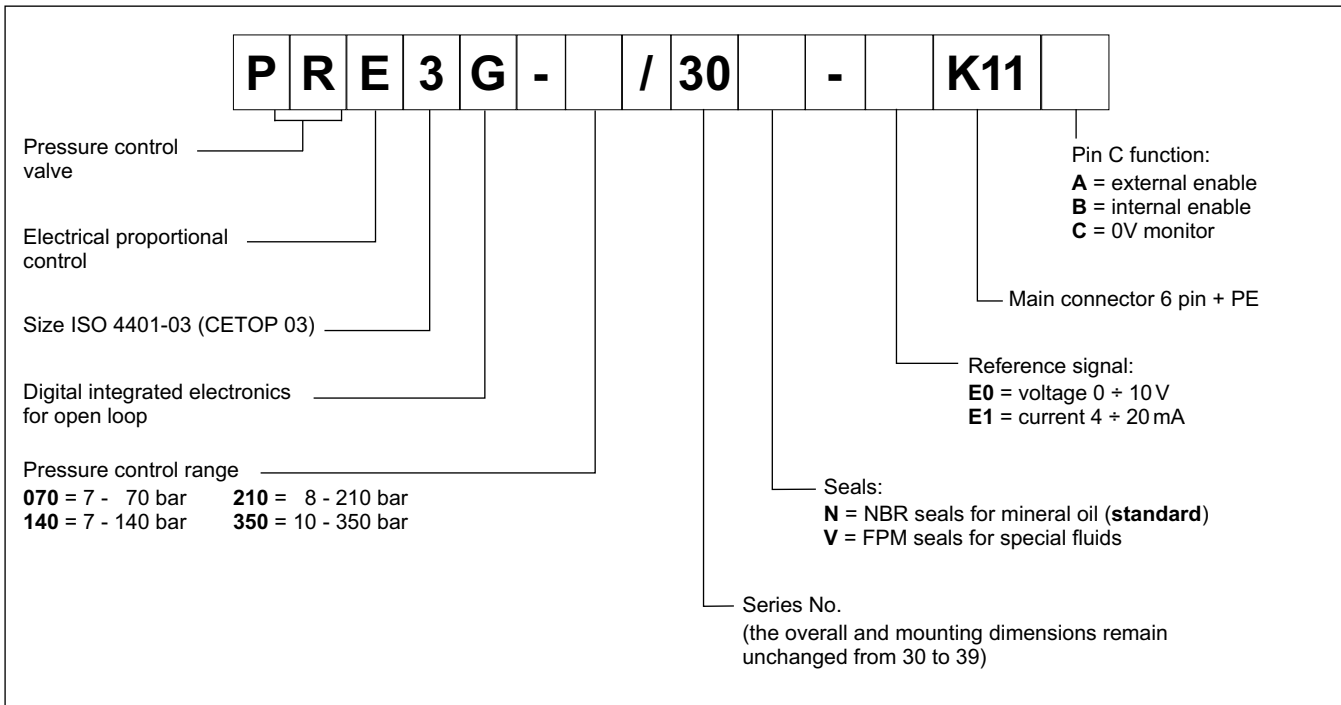 P R E 3 G - / 30 - K11
Pressure control
valve
Electrical proportional
control
Size ISO 4401-03 (CETOP 03)
Digital integrated electronics
for open loop
Pressure control range
070 = 7 - 70 bar 210 = 8 - 210 bar
140 = 7 - 140 bar 350 = 10 - 350 bar
Pin C function:
A = external enable
B = internal enable
C = 0V monitor
Main connector 6 pin + PE
Reference signal:
E0 = voltage 0 ÷ 10 V
E1 = current 4 ÷ 20 mA
Seals:
N = NBR seals for mineral oil (standard)
V = FPM seals for special fluids
Series No.
(the overall and mounting dimensions remain
unchanged from 30 to 39)